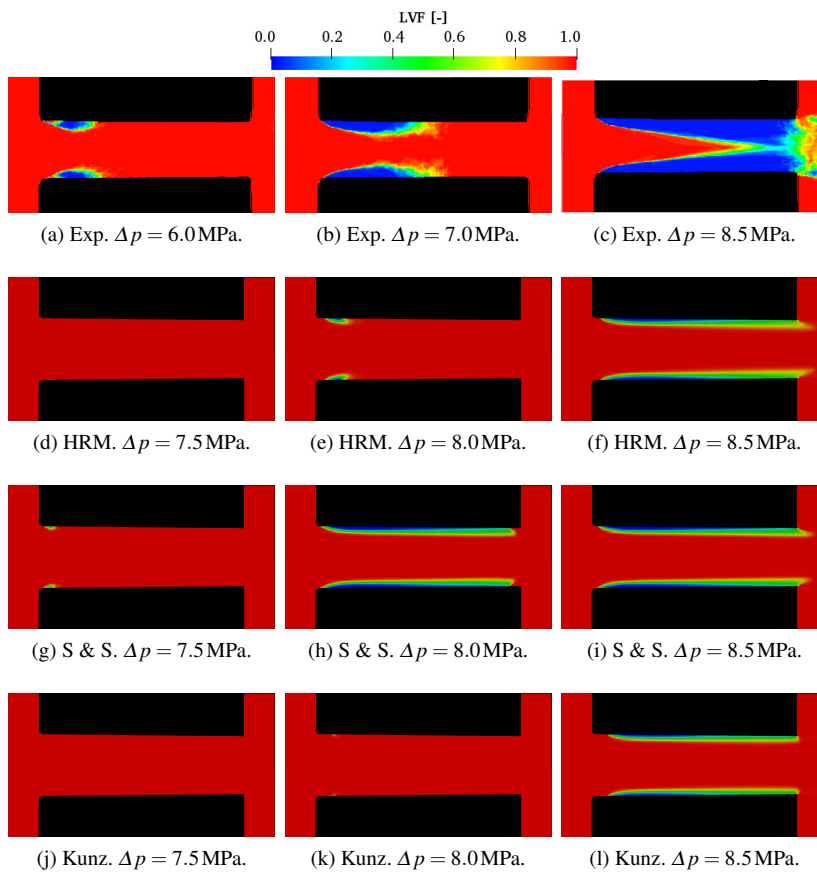 LVF [-]
0.0 0.2 0.4 0.6 0.8 1.0
(a) Exp. Δp = 6.0 MPa. (b) Exp. Δp = 7.0 MPa. (c) Exp. Δp = 8.5 MPa.
(d) HRM. Δp = 7.5 MPa. (e) HRM. Δp = 8.0 MPa. (f) HRM. Δp = 8.5 MPa.
(g) S & S. Δp = 7.5 MPa. (h) S & S. Δp = 8.0 MPa. (i) S & S. Δp = 8.5 MPa.
(j) Kunz. Δp = 7.5 MPa. (k) Kunz. Δp = 8.0 MPa. (l) Kunz. Δp = 8.5 MPa.